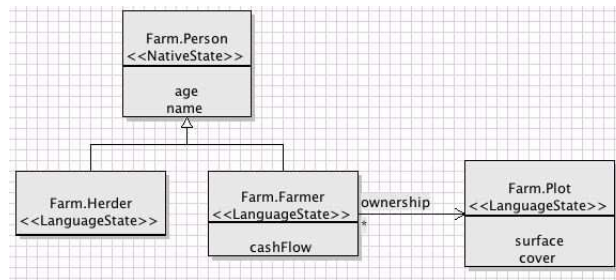 Farm.Person
<<NativeState>>
age
name
Farm.Herder
<<LanguageState>>
Farm.Farmer
<<LanguageState>>
cashFlow
ownership
*
Farm.Plot
<<LanguageState>>
surface
cover